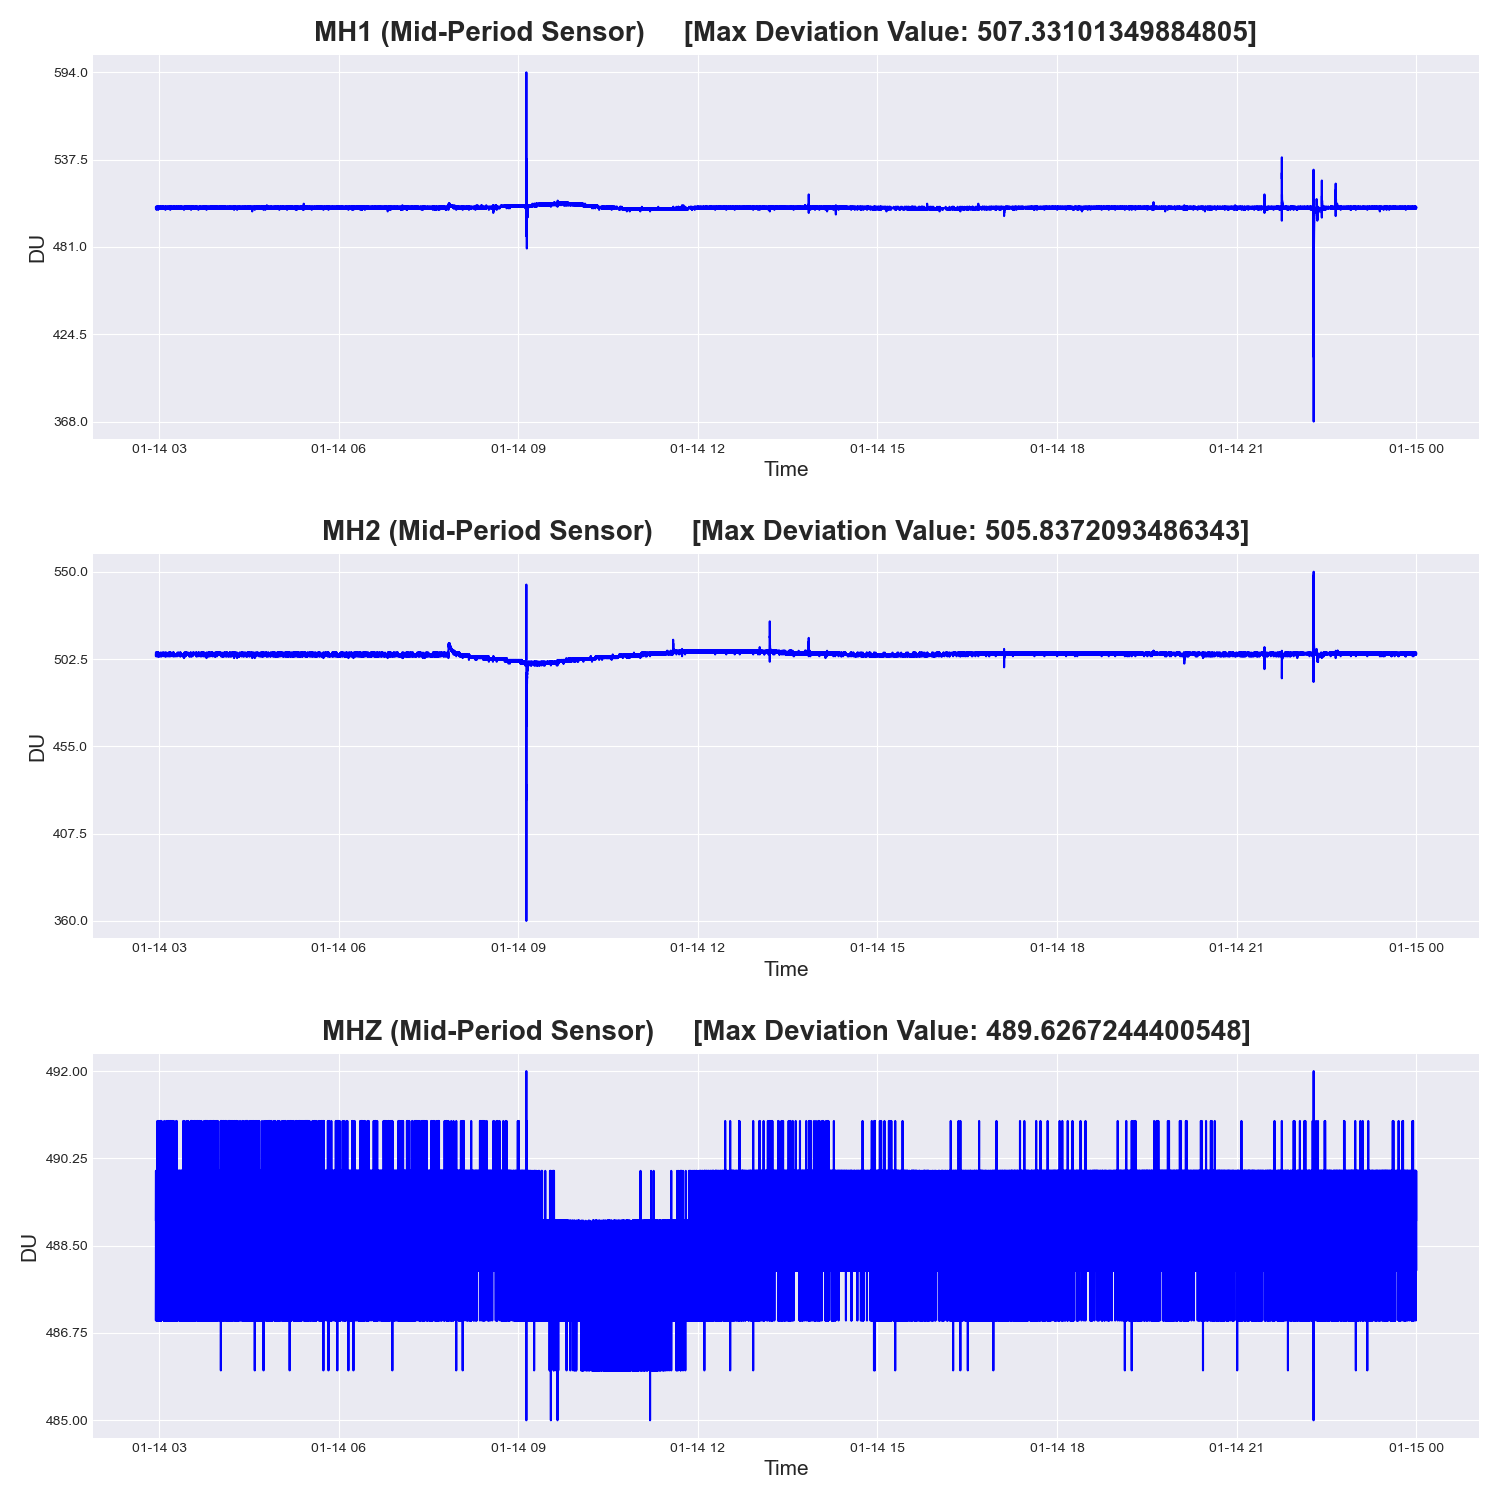 MH1 (Mid-Period Sensor) [Max Deviation Value: 507.33101349884805]
594.0
537.5
481.0
424.5
368.0
DU
01-14 03 01-14 06 01-14 09 01-14 12 01-14 15 01-14 18 01-14 21 01-15 00
Time
MH2 (Mid-Period Sensor) [Max Deviation Value: 505.8372093486343]
550.0
502.5
455.0
407.5
360.0
DU
01-14 03 01-14 06 01-14 09 01-14 12 01-14 15 01-14 18 01-14 21 01-15 00
Time
MHZ (Mid-Period Sensor) [Max Deviation Value: 489.6267244400548]
492.00
490.25
488.50
486.75
485.00
DU
01-14 03 01-14 06 01-14 09 01-14 12 01-14 15 01-14 18 01-14 21 01-15 00
Time